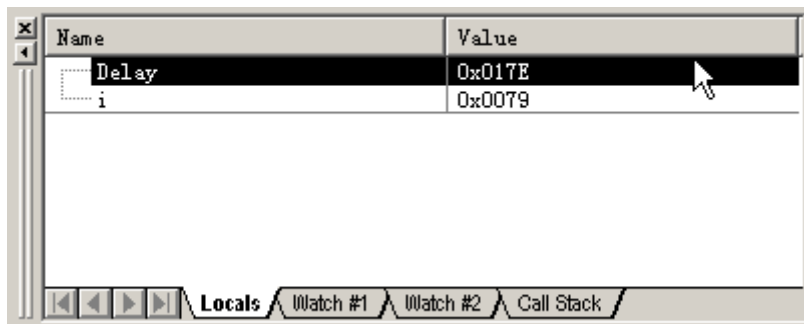 Name Value
Delay 0x017E
i 0x0079
Locals Watch #1 Watch #2 Call Stack